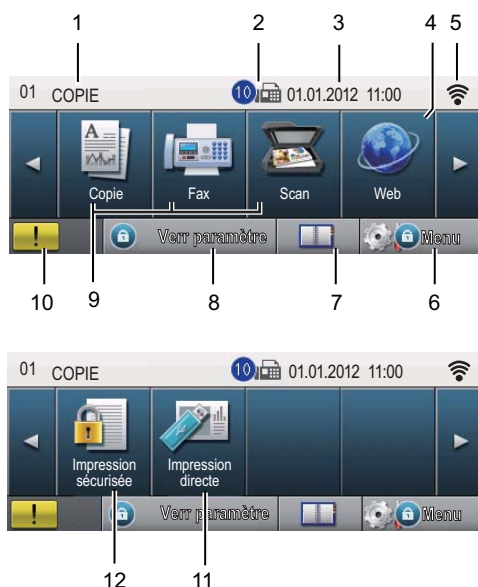 1 2 3 4 5
01 COPIE 10 01.01.2012 11:00
A
Copie Fax Scan Web
! Verr paramètre Menu
10 9 8 7 6
01 COPIE 10 01.01.2012 11:00
Impression sécurisée
Impression directe
! Verr paramètre Menu
12 11